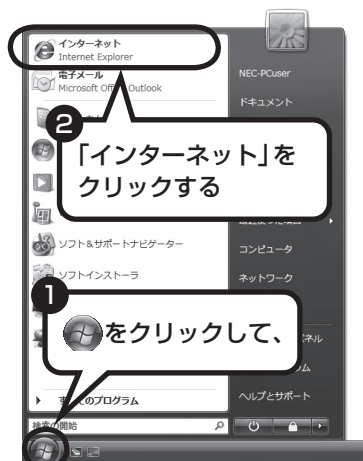 インターネット
Internet Explorer
電子メール
Microsoft Office Outlook
NEC-PCuser
ドキュメント
2
「インターネット」を
クリックする
コンピュータ
ソフト&サポートナビゲーター
ソフトインストーラ
ネットワーク
1
をクリックして、
すべてのプログラム
ヘルプとサポート
検索の開始